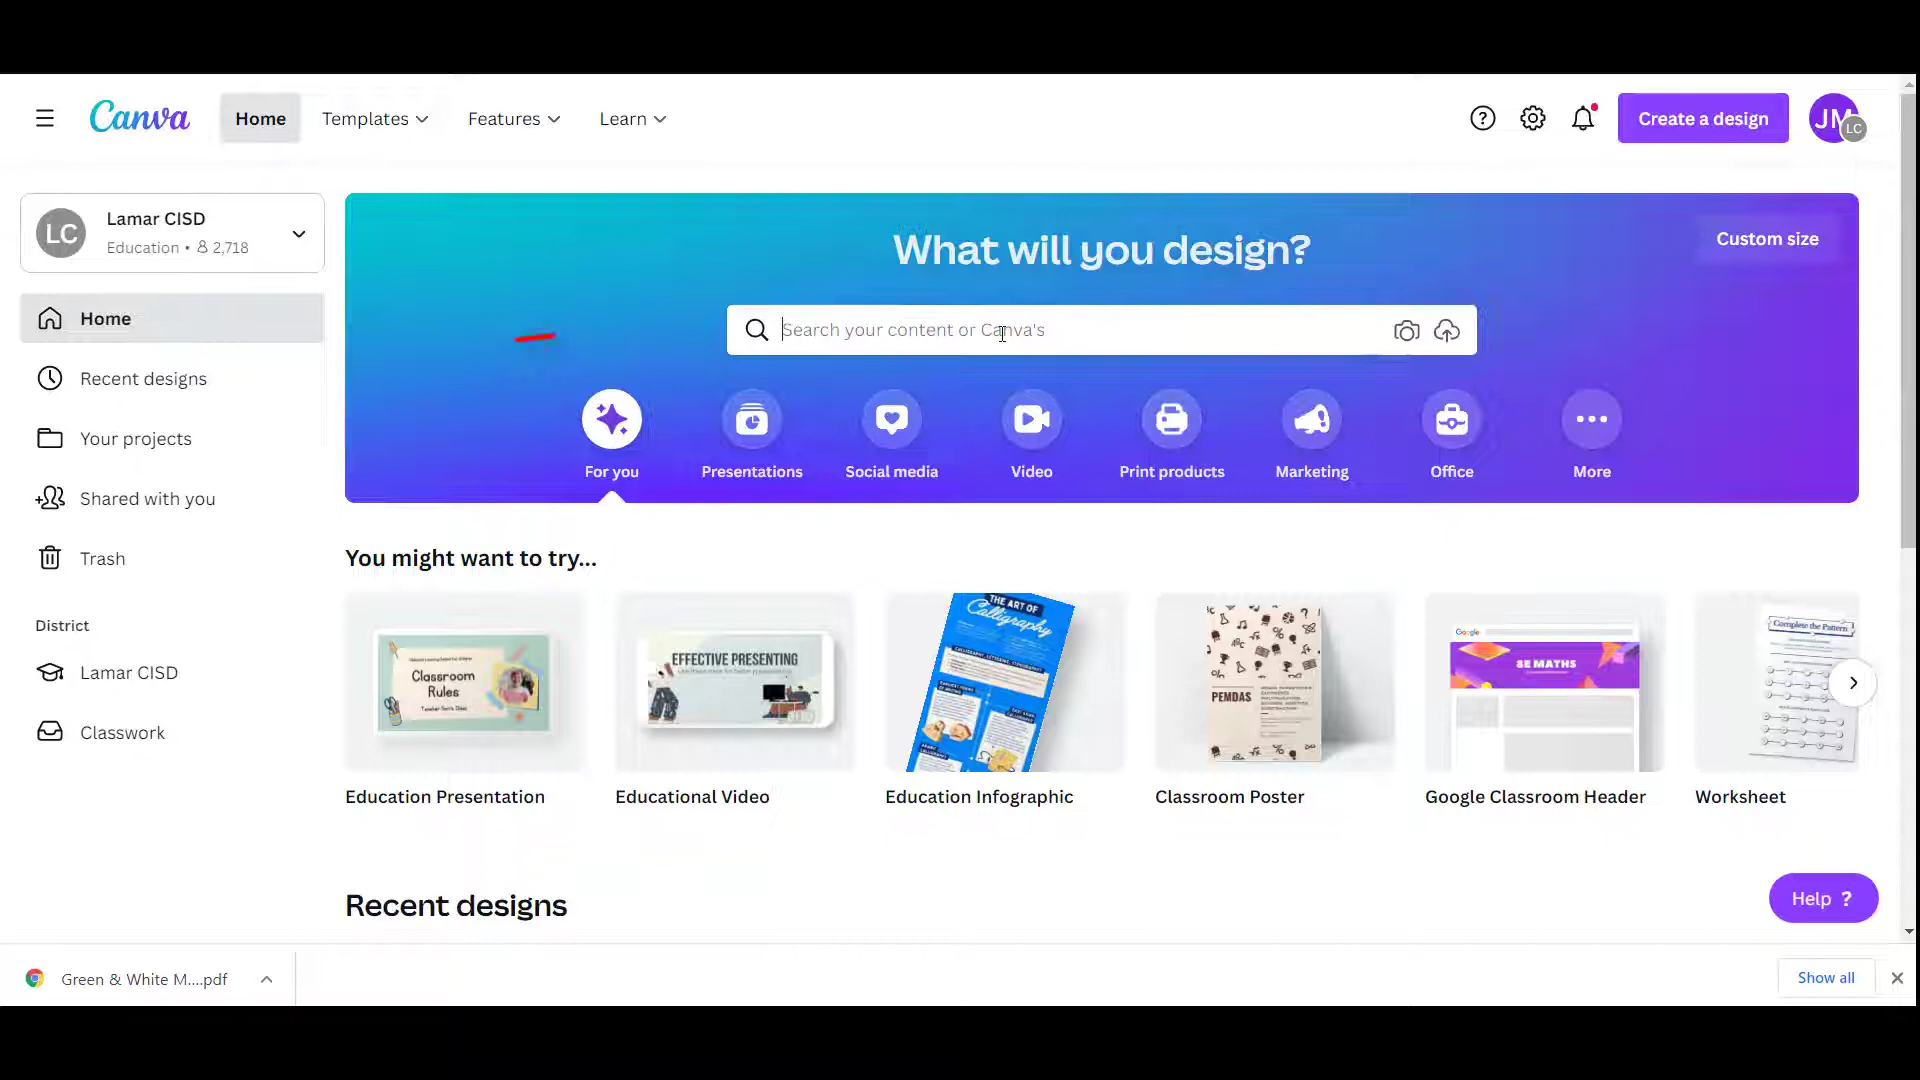 Canva
Home
Templates
Features
Learn
Create a design
JM
LC
LC
Lamar CISD
Education • 2,718
Home
Recent designs
Your projects
Shared with you
Trash
District
Lamar CISD
Classwork
What will you design?
Custom size
Search your content or Canva's
For you
Presentations
Social media
Video
Print products
Marketing
Office
More
You might want to try...
Classroom
Rules
EFFECTIVE PRESENTING
THE ART OF
Calligraphy
PEMDAS
Google
8E MATHS
Complete the Pattern
Education Presentation
Educational Video
Education Infographic
Classroom Poster
Google Classroom Header
Worksheet
Recent designs
Help ?
Green & White M....pdf
Show all